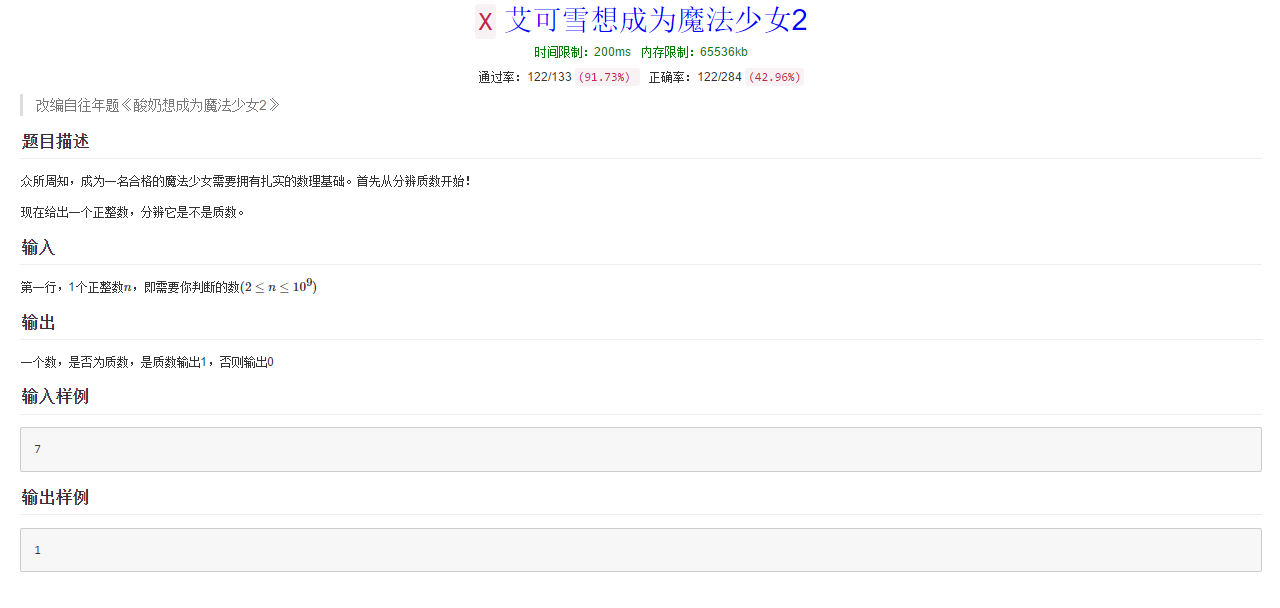 X 艾可雪想成为魔法少女2
时间限制：200ms 内存限制：65536kb
通过率：122/133 (91.73%) 正确率：122/284 (42.96%)
改编自往年题《酸奶想成为魔法少女2》
题目描述
众所周知，成为一名合格的魔法少女需要拥有扎实的数理基础。首先从分辨质数开始！
现在给出一个正整数，分辨它是不是质数。
输入
第一行，1个正整数n，即需要你判断的数(2 ≤ n ≤ 10⁹)
输出
一个数，是否为质数，是质数输出1，否则输出0
输入样例
7
输出样例
1